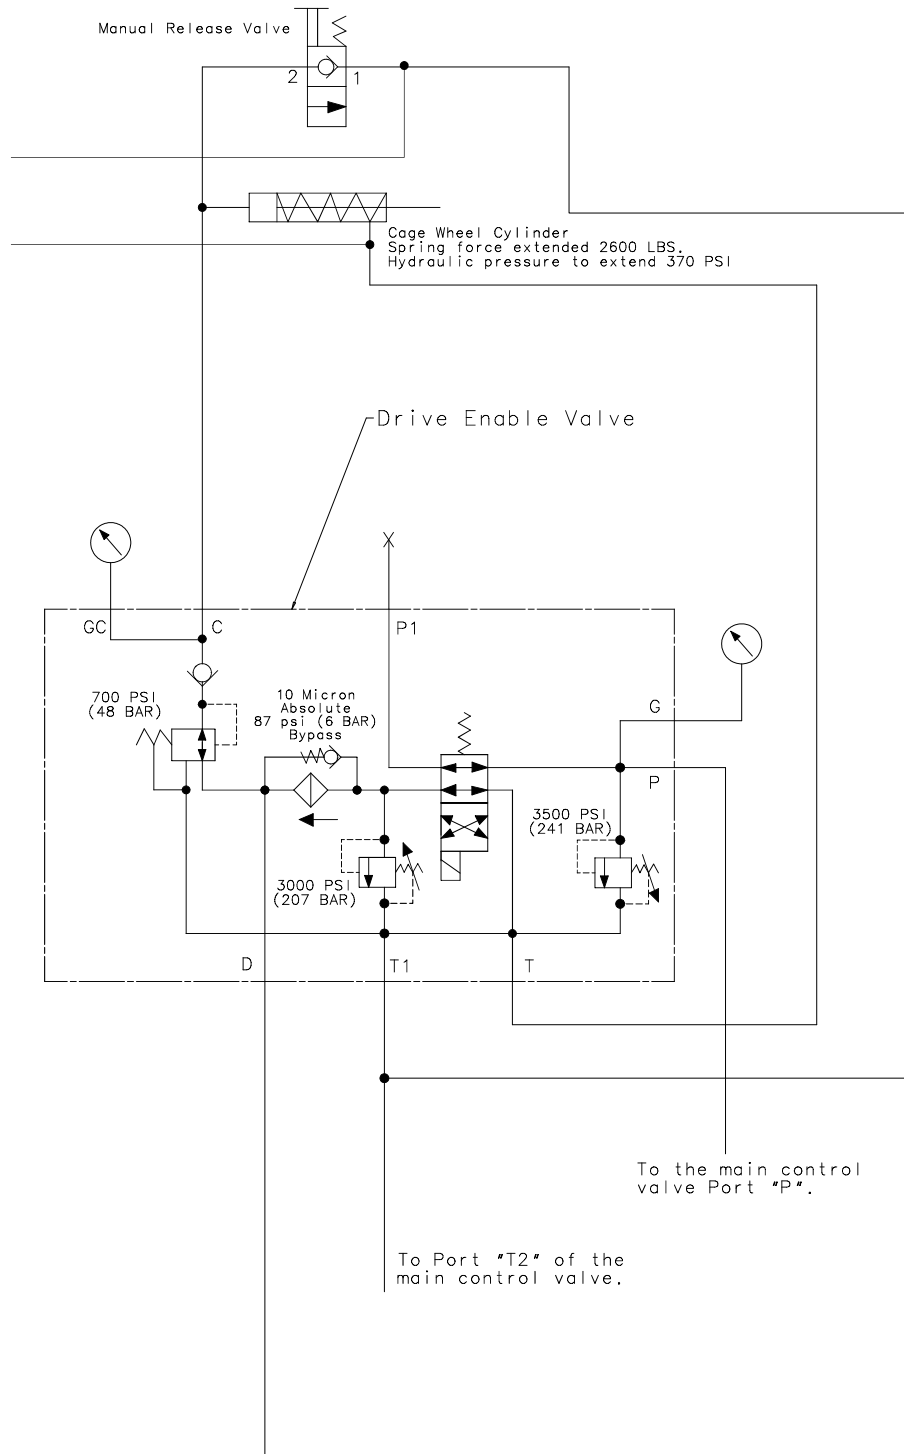 Manual Release Valve
2
1
Cage Wheel Cylinder
Spring force extended 2600 LBS.
Hydraulic pressure to extend 370 PSI
Drive Enable Valve
GC
C
P1
700 PSI
(48 BAR)
10 Micron
Absolute
87 psi (6 BAR)
Bypass
G
P
3500 PSI
(241 BAR)
3000 PSI
(207 BAR)
D
T1
T
To the main control
valve Port "P".
To Port "T2" of the
main control valve.